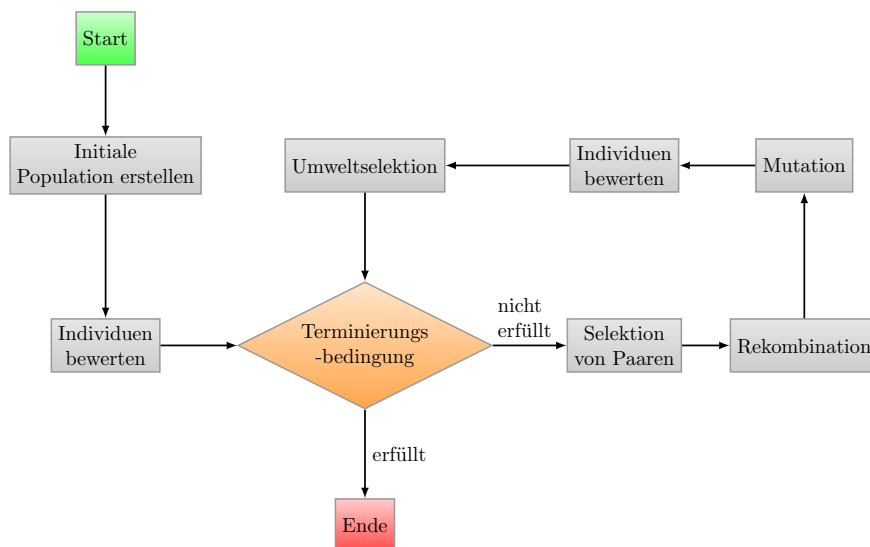 Start
Initiale
Population erstellen
Umweltselektion
Individuen
bewerten
Mutation
Individuen
bewerten
Terminierungs
-bedingung
nicht
erfüllt
Selektion
von Paaren
Rekombination
erfüllt
Ende